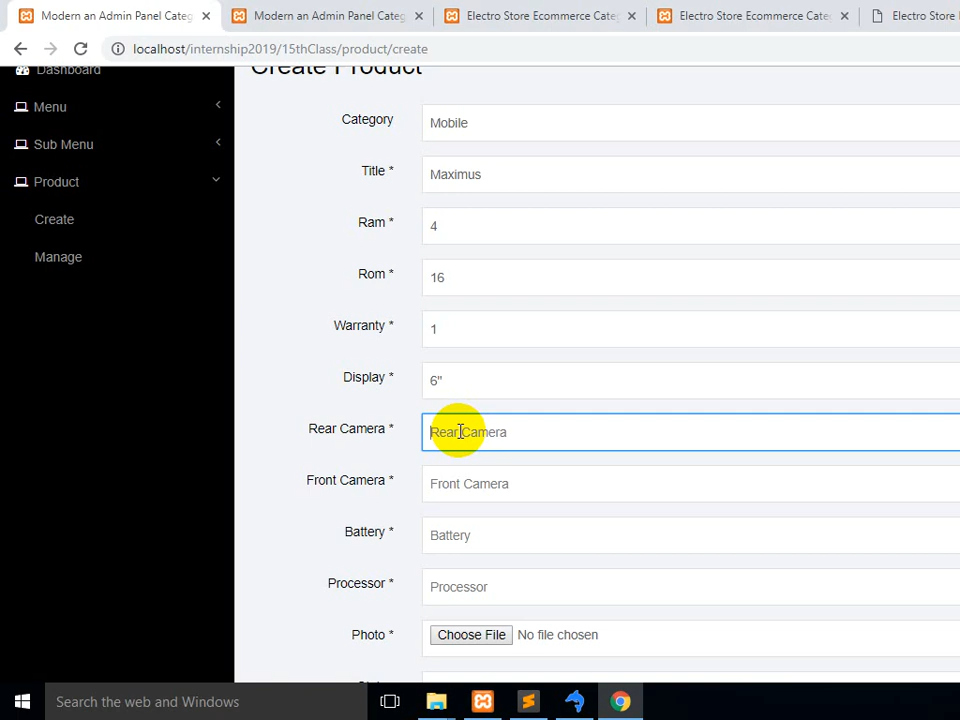 Modern an Admin Panel Categ
Modern an Admin Panel Categ
Electro Store Ecommerce Cate
Electro Store Ecommerce Cate
Electro Store
localhost/internship2019/15thClass/product/create
Dashboard
Menu
Sub Menu
Product
Create
Manage
Create Product
Category
Mobile
Title *
Maximus
Ram *
4
Rom *
16
Warranty *
1
Display *
6"
Rear Camera *
Rear Camera
Front Camera *
Front Camera
Battery *
Battery
Processor *
Processor
Photo *
Choose File No file chosen
Search the web and Windows